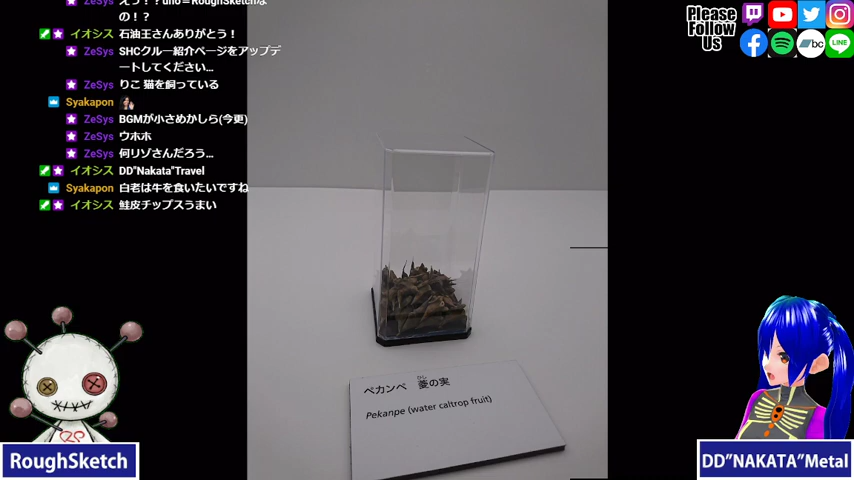 えっ！？dno＝RoughSketchな
の！？
イオシス 石油王さんありがとう！
ZeSys SHCクルー紹介ページをアップデ
ートしてください…
ZeSys りこ 猫を飼っている
Syakapon
ZeSys BGMが小さめかしら(今更)
ZeSys ウホホ
ZeSys 何リゾさんだろう…
イオシス DD"Nakata"Travel
Syakapon 白老は牛を食いたいですね
イオシス 鮭皮チップスうまい
Please
Follow
Us
bc
LINE
ペカンペ 菱の実
Pekanpe (water caltrop fruit)
RoughSketch
DD"NAKATA"Metal